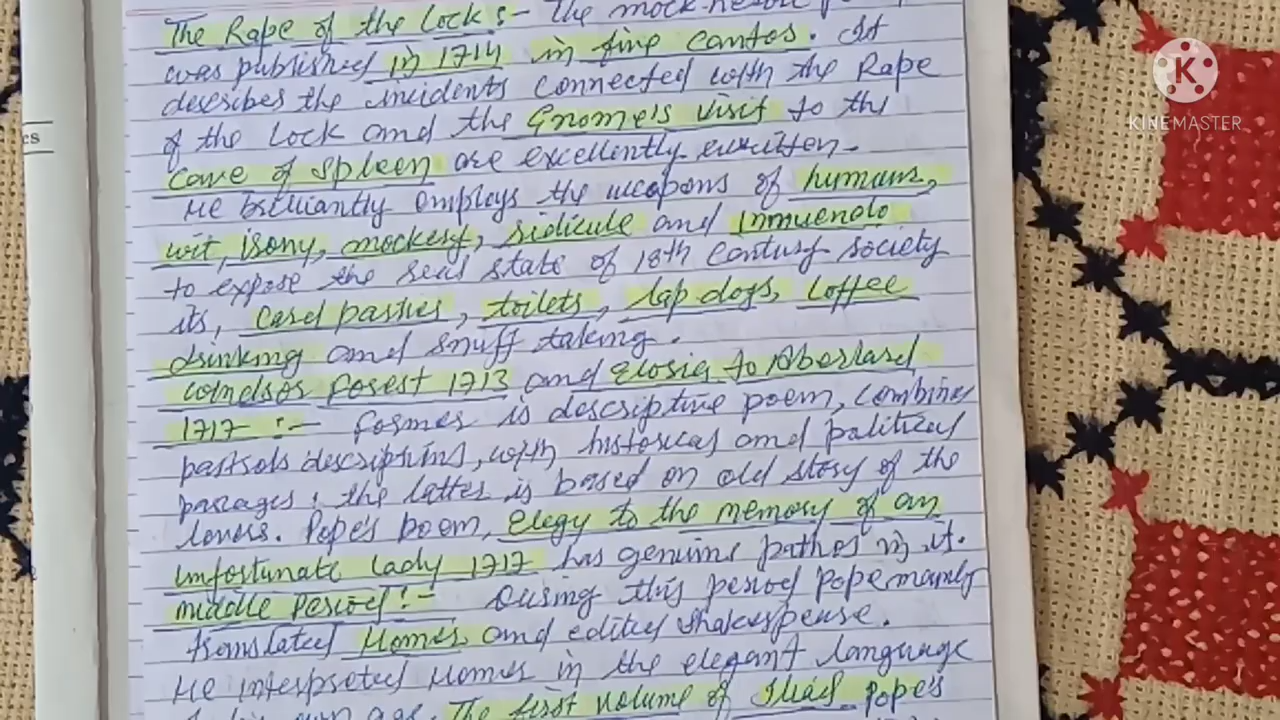 The Rape of the Lock :- The mock-heroic
was published in 1714 in five cantos. It
describes the incidents connected with the Rape
of the Lock and the Gnome's visit to the
cave of spleen are excellently written.
He brilliantly employs the weapons of humans,
wit, irony, mockery, ridicule and Innuendo
to expose the real state of 18th century society
its, Card parties, toilets, lap dogs, Coffee
drinking and snuff taking.
Windsor Forest 1713 and Eloisa to Aberlard
1717 :- Former is descriptive poem, combines
descriptions, with historical and political
passages; the latter is based on old story of the
lovers. Pope's poem, elegy to the memory of an
unfortunate lady 1717 has genuine pathos in it.
middle Period :- During this period Pope mainly
translated Homer and edited Shakespeare.
He interpreted Homer in the elegant language
own age. The first volume of Iliad Pope's
es
K
KINEMASTER